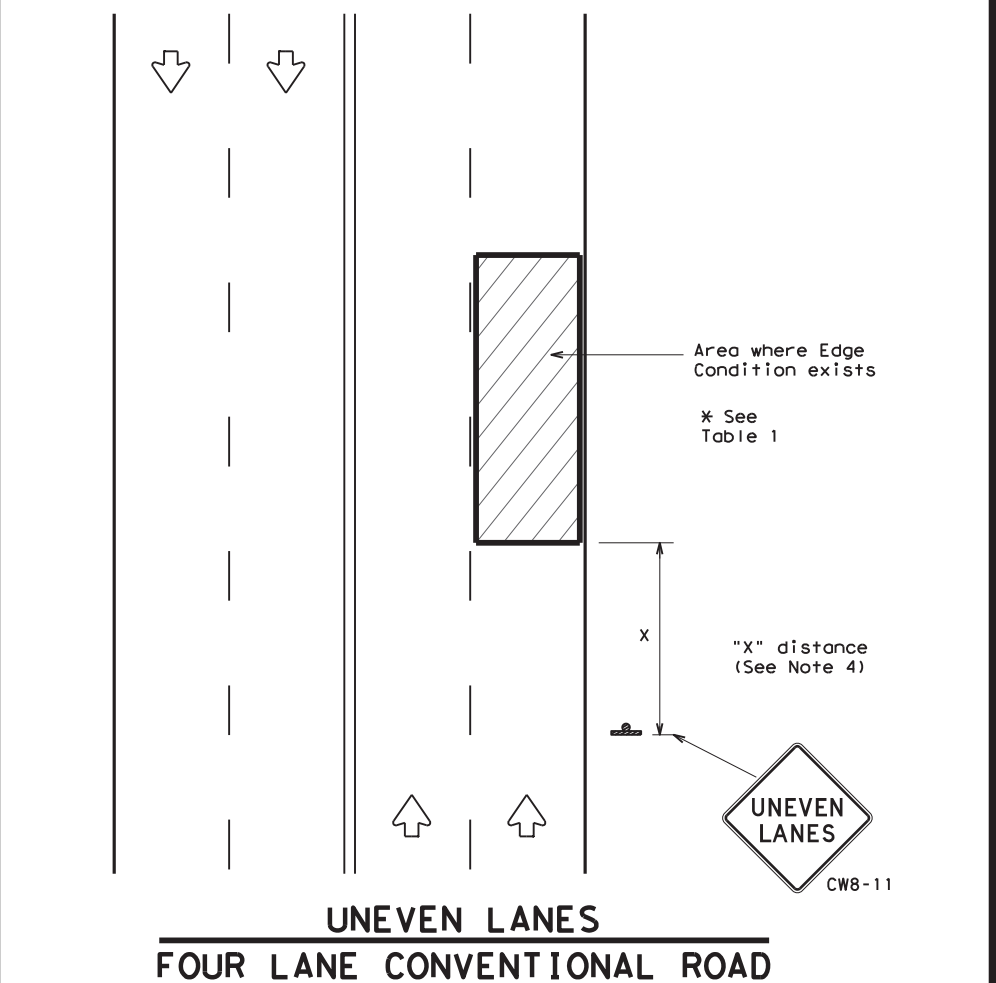 Area where Edge
Condition exists
* See
Table 1
X
"X" distance
(See Note 4)
UNEVEN
LANES
CW8-11
UNEVEN LANES
FOUR LANE CONVENTIONAL ROAD